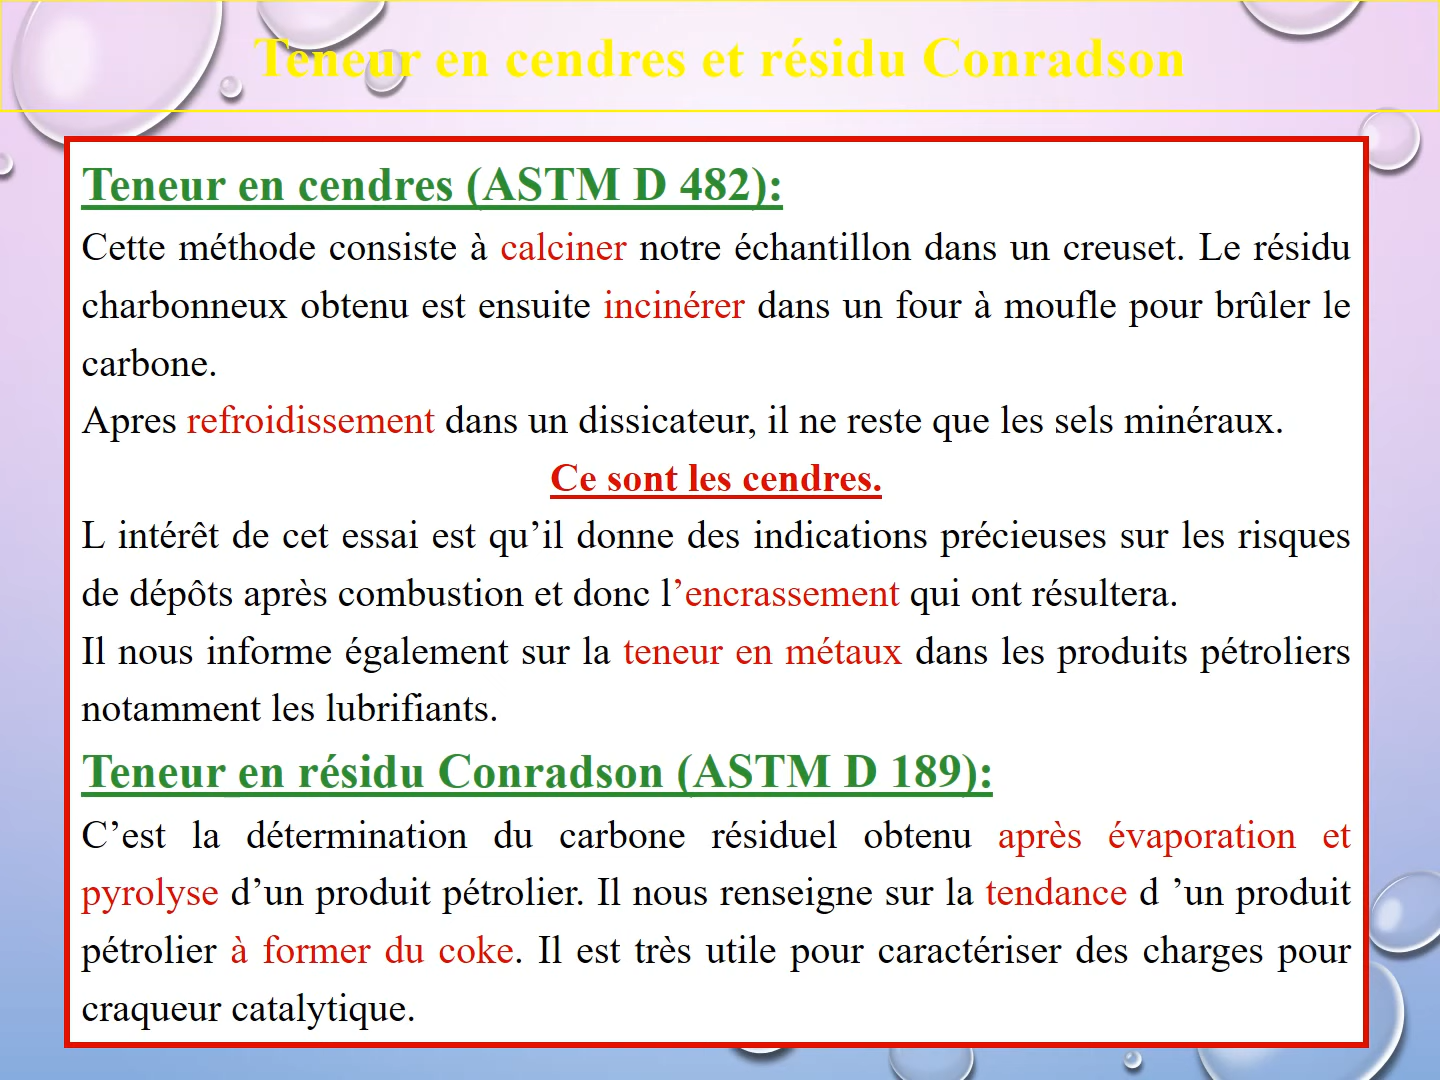 Teneur en cendres et résidu Conradson
Teneur en cendres (ASTM D 482):
Cette méthode consiste à calciner notre échantillon dans un creuset. Le résidu
charbonneux obtenu est ensuite incinérer dans un four à moufle pour brûler le
carbone.
Apres refroidissement dans un dissicateur, il ne reste que les sels minéraux.
Ce sont les cendres.
L intérêt de cet essai est qu’il donne des indications précieuses sur les risques
de dépôts après combustion et donc l’encrassement qui ont résultera.
Il nous informe également sur la teneur en métaux dans les produits pétroliers
notamment les lubrifiants.
Teneur en résidu Conradson (ASTM D 189):
C’est la détermination du carbone résiduel obtenu après évaporation et
pyrolyse d’un produit pétrolier. Il nous renseigne sur la tendance d ’un produit
pétrolier à former du coke. Il est très utile pour caractériser des charges pour
craqueur catalytique.